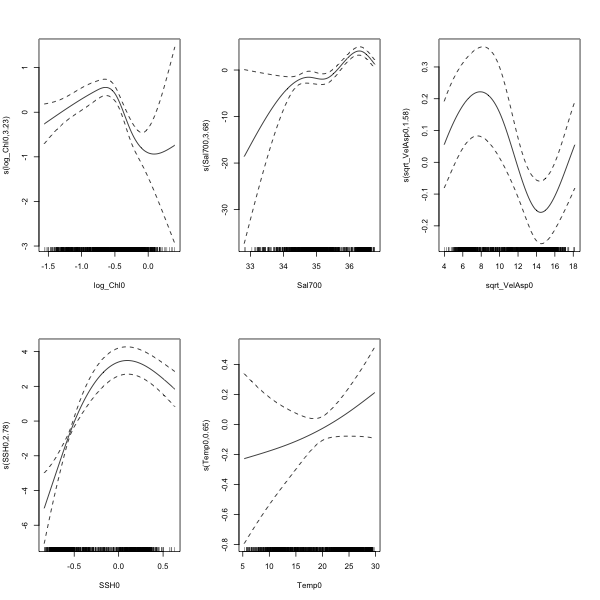 s(log_Chl0,3.23)
1
0
-1
-2
-3
-1.5 -1.0 -0.5 0.0
log_Chl0
s(Sal700,3.68)
0
-10
-20
-30
33 34 35 36
Sal700
s(sqrt_VelAsp0,1.58)
0.3
0.2
0.1
0.0
-0.1
-0.2
4 6 8 10 12 14 16 18
sqrt_VelAsp0
s(SSH0,2.78)
4
2
0
-2
-4
-6
-0.5 0.0 0.5
SSH0
s(Temp0,0.65)
0.4
0.2
0.0
-0.2
-0.4
-0.6
-0.8
5 10 15 20 25 30
Temp0